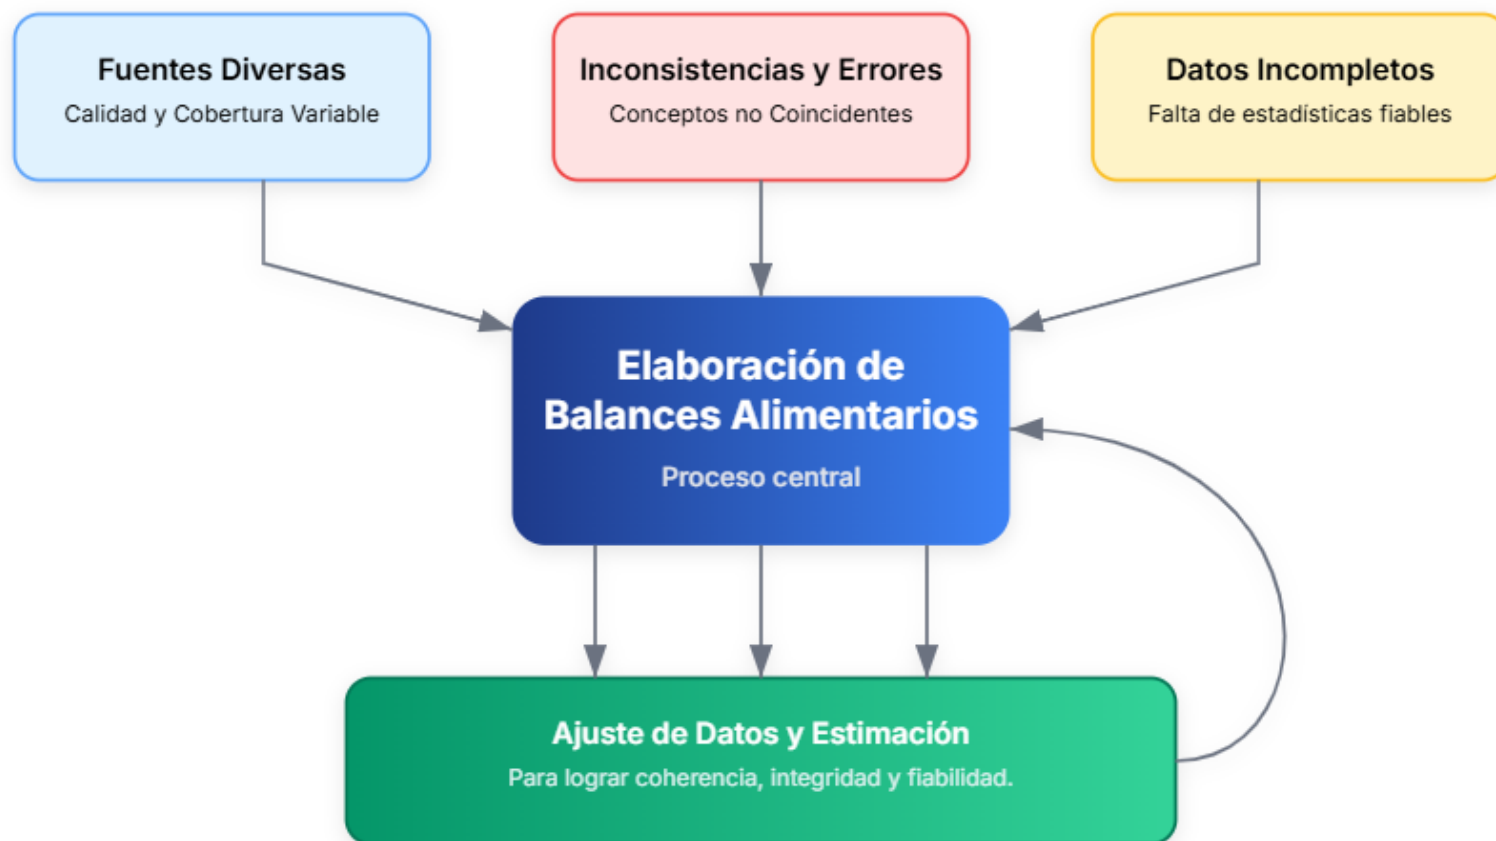 Fuentes Diversas
Calidad y Cobertura Variable
Inconsistencias y Errores
Conceptos no Coincidentes
Datos Incompletos
Falta de estadísticas fiables
Elaboración de
Balances Alimentarios
Proceso central
Ajuste de Datos y Estimación
Para lograr coherencia, integridad y fiabilidad.